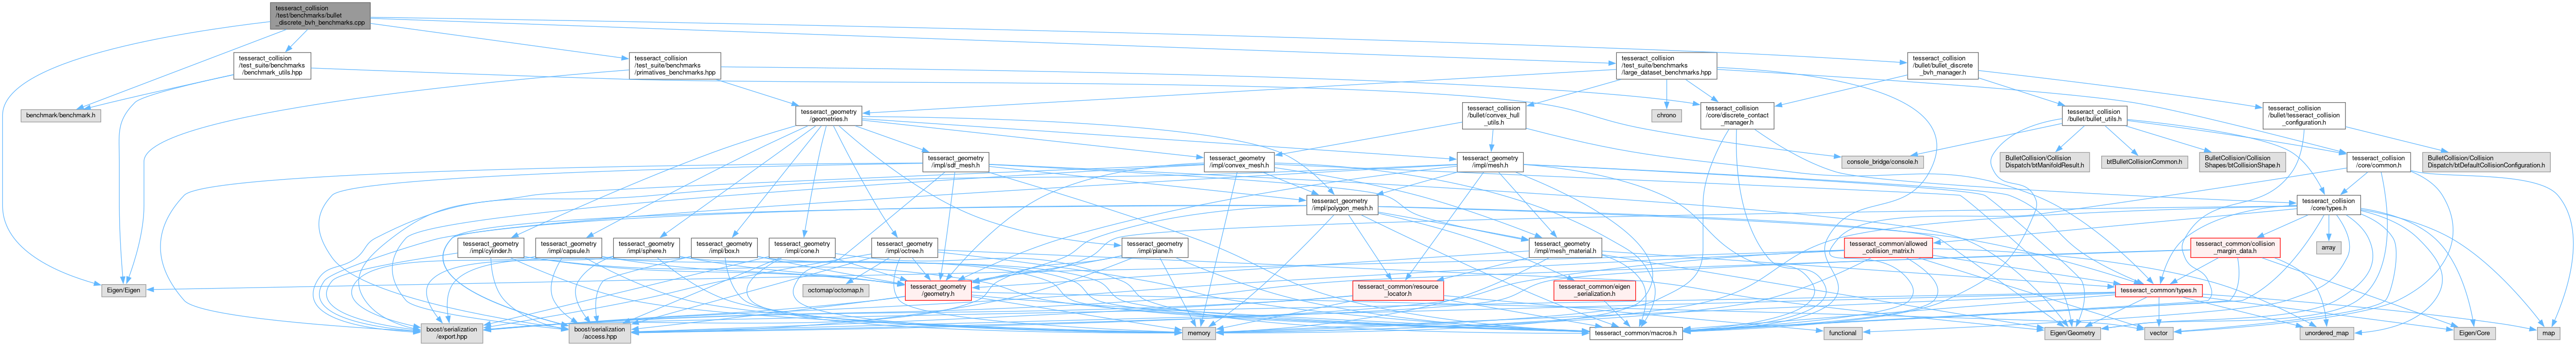 tesseract_collision
/test/benchmarks/bullet
_discrete_bvh_benchmarks.cpp
tesseract_collision
/test_suite/benchmarks
/benchmark_utils.hpp
tesseract_collision
/test_suite/benchmarks
/primatives_benchmarks.hpp
tesseract_collision
/test_suite/benchmarks
/large_dataset_benchmarks.hpp
tesseract_collision
/bullet/bullet_discrete
_bvh_manager.h
benchmark/benchmark.h
tesseract_geometry
/geometries.h
tesseract_collision
/bullet/convex_hull
_utils.h
chrono
tesseract_collision
/core/discrete_contact
_manager.h
tesseract_collision
/bullet/bullet_utils.h
tesseract_collision
/bullet/tesseract_collision
_configuration.h
tesseract_geometry
/impl/sdf_mesh.h
tesseract_geometry
/impl/convex_mesh.h
tesseract_geometry
/impl/mesh.h
console_bridge/console.h
BulletCollision/Collision
Dispatch/btManifoldResult.h
btBulletCollisionCommon.h
BulletCollision/Collision
Shapes/btCollisionShape.h
tesseract_collision
/core/common.h
BulletCollision/Collision
Dispatch/btDefaultCollisionConfiguration.h
tesseract_geometry
/impl/polygon_mesh.h
tesseract_collision
/core/types.h
tesseract_geometry
/impl/cylinder.h
tesseract_geometry
/impl/capsule.h
tesseract_geometry
/impl/sphere.h
tesseract_geometry
/impl/box.h
tesseract_geometry
/impl/cone.h
tesseract_geometry
/impl/octree.h
tesseract_geometry
/impl/plane.h
tesseract_geometry
/impl/mesh_material.h
tesseract_common/allowed
_collision_matrix.h
tesseract_common/collision
_margin_data.h
array
Eigen/Eigen
octomap/octomap.h
tesseract_geometry
/geometry.h
tesseract_common/resource
_locator.h
tesseract_common/eigen
_serialization.h
tesseract_common/types.h
boost/serialization
/export.hpp
boost/serialization
/access.hpp
memory
tesseract_common/macros.h
functional
Eigen/Geometry
vector
unordered_map
Eigen/Core
map